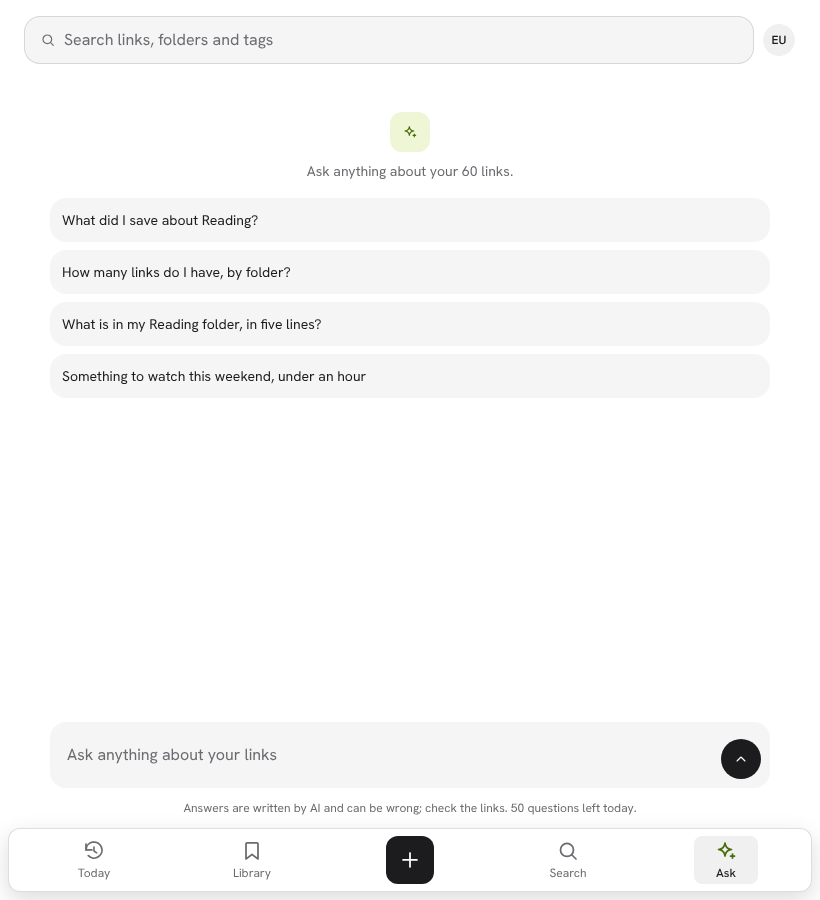 Search links, folders and tags
EU
Ask anything about your 60 links.
What did I save about Reading?
How many links do I have, by folder?
What is in my Reading folder, in five lines?
Something to watch this weekend, under an hour
Ask anything about your links
Answers are written by AI and can be wrong; check the links. 50 questions left today.
Today
Library
Search
Ask